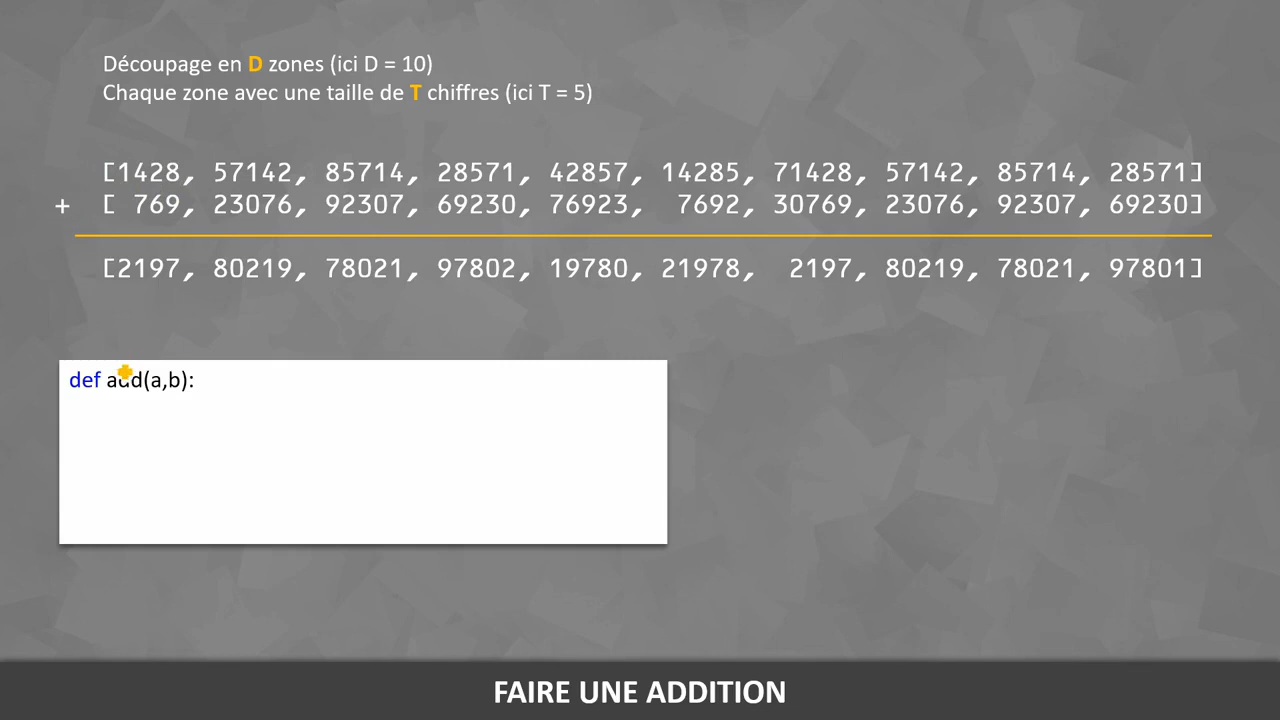 Découpage en D zones (ici D = 10)
Chaque zone avec une taille de T chiffres (ici T = 5)
[1428, 57142, 85714, 28571, 42857, 14285, 71428, 57142, 85714, 28571]
+ [ 769, 23076, 92307, 69230, 76923, 7692, 30769, 23076, 92307, 69230]
[2197, 80219, 78021, 97802, 19780, 21978, 2197, 80219, 78021, 97801]
def add(a,b):
FAIRE UNE ADDITION